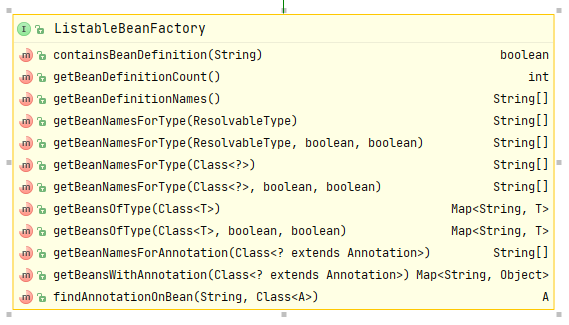 I ListableBeanFactory
m containsBeanDefinition(String) boolean
m getBeanDefinitionCount() int
m getBeanDefinitionNames() String[]
m getBeanNamesForType(ResolvableType) String[]
m getBeanNamesForType(ResolvableType, boolean, boolean) String[]
m getBeanNamesForType(Class<?>) String[]
m getBeanNamesForType(Class<?>, boolean, boolean) String[]
m getBeansOfType(Class<T>) Map<String, T>
m getBeansOfType(Class<T>, boolean, boolean) Map<String, T>
m getBeanNamesForAnnotation(Class<? extends Annotation>) String[]
m getBeansWithAnnotation(Class<? extends Annotation>) Map<String, Object>
m findAnnotationOnBean(String, Class<A>) A